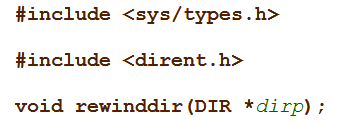 #include <sys/types.h>
#include <dirent.h>
void rewinddir(DIR *dirp);